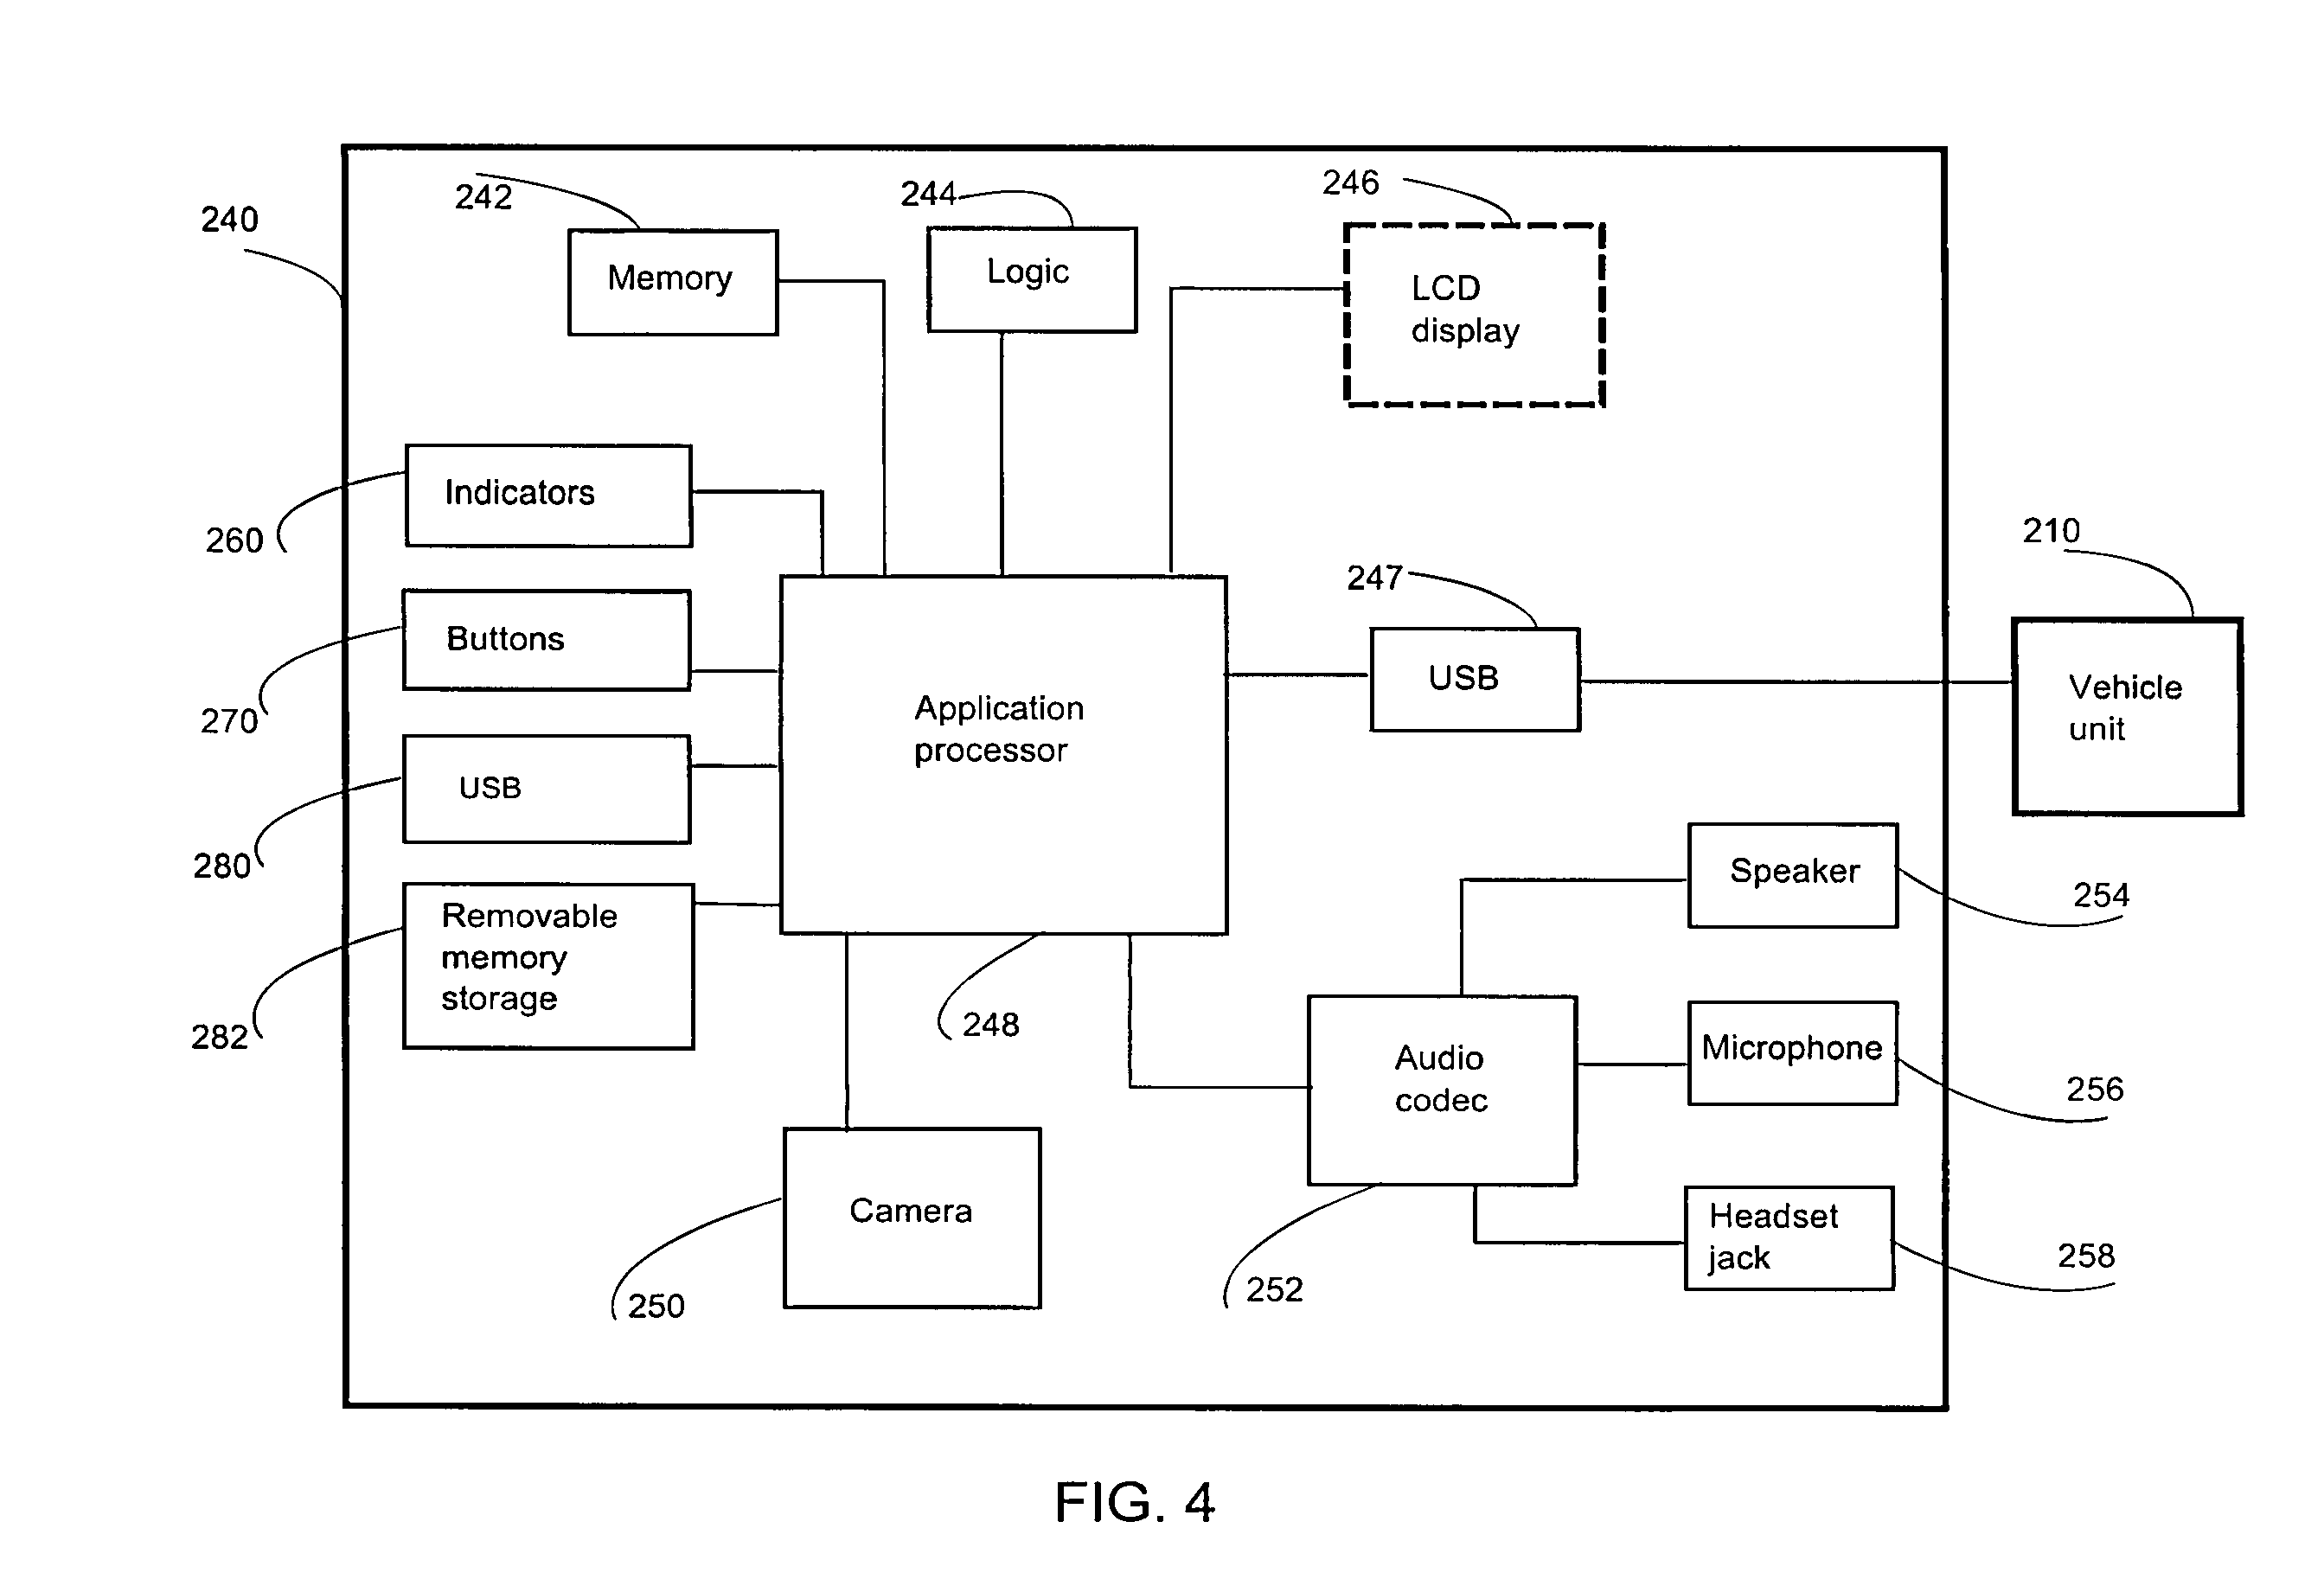 242
244
246
240
Memory
Logic
LCD
display
Indicators
260
210
247
Buttons
270
USB
Vehicle
unit
Application
processor
USB
280
Speaker
254
Removable
memory
storage
282
248
Microphone
256
Audio
codec
Camera
250
252
Headset
jack
258
FIG. 4